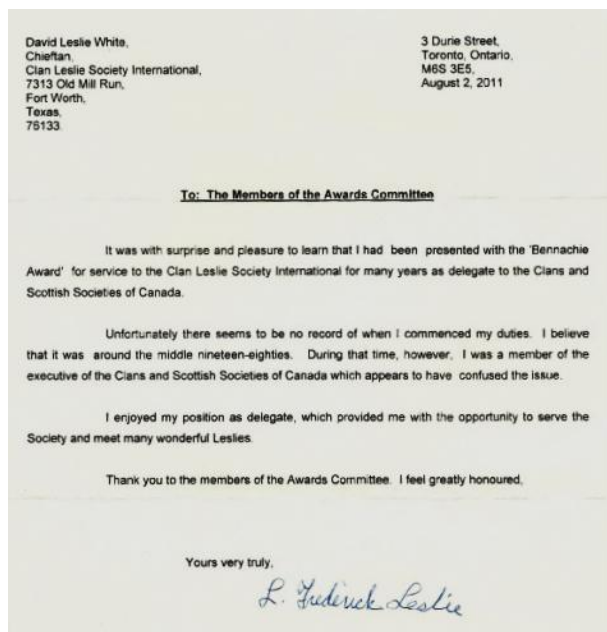 David Leslie White,
Chieftan,
Clan Leslie Society International,
7313 Old Mill Run,
Fort Worth,
Texas,
76133
3 Durie Street,
Toronto, Ontario,
M6S 3E5,
August 2, 2011
To: The Members of the Awards Committee
It was with surprise and pleasure to learn that I had been presented with the 'Bennachie
Award' for service to the Clan Leslie Society International for many years as delegate to the Clans and
Scottish Societies of Canada.
Unfortunately there seems to be no record of when I commenced my duties. I believe
that it was around the middle nineteen-eighties. During that time, however, I was a member of the
executive of the Clans and Scottish Societies of Canada which appears to have confused the issue.
I enjoyed my position as delegate, which provided me with the opportunity to serve the
Society and meet many wonderful Leslies.
Thank you to the members of the Awards Committee. I feel greatly honoured.
Yours very truly,
L. Frederick Leslie